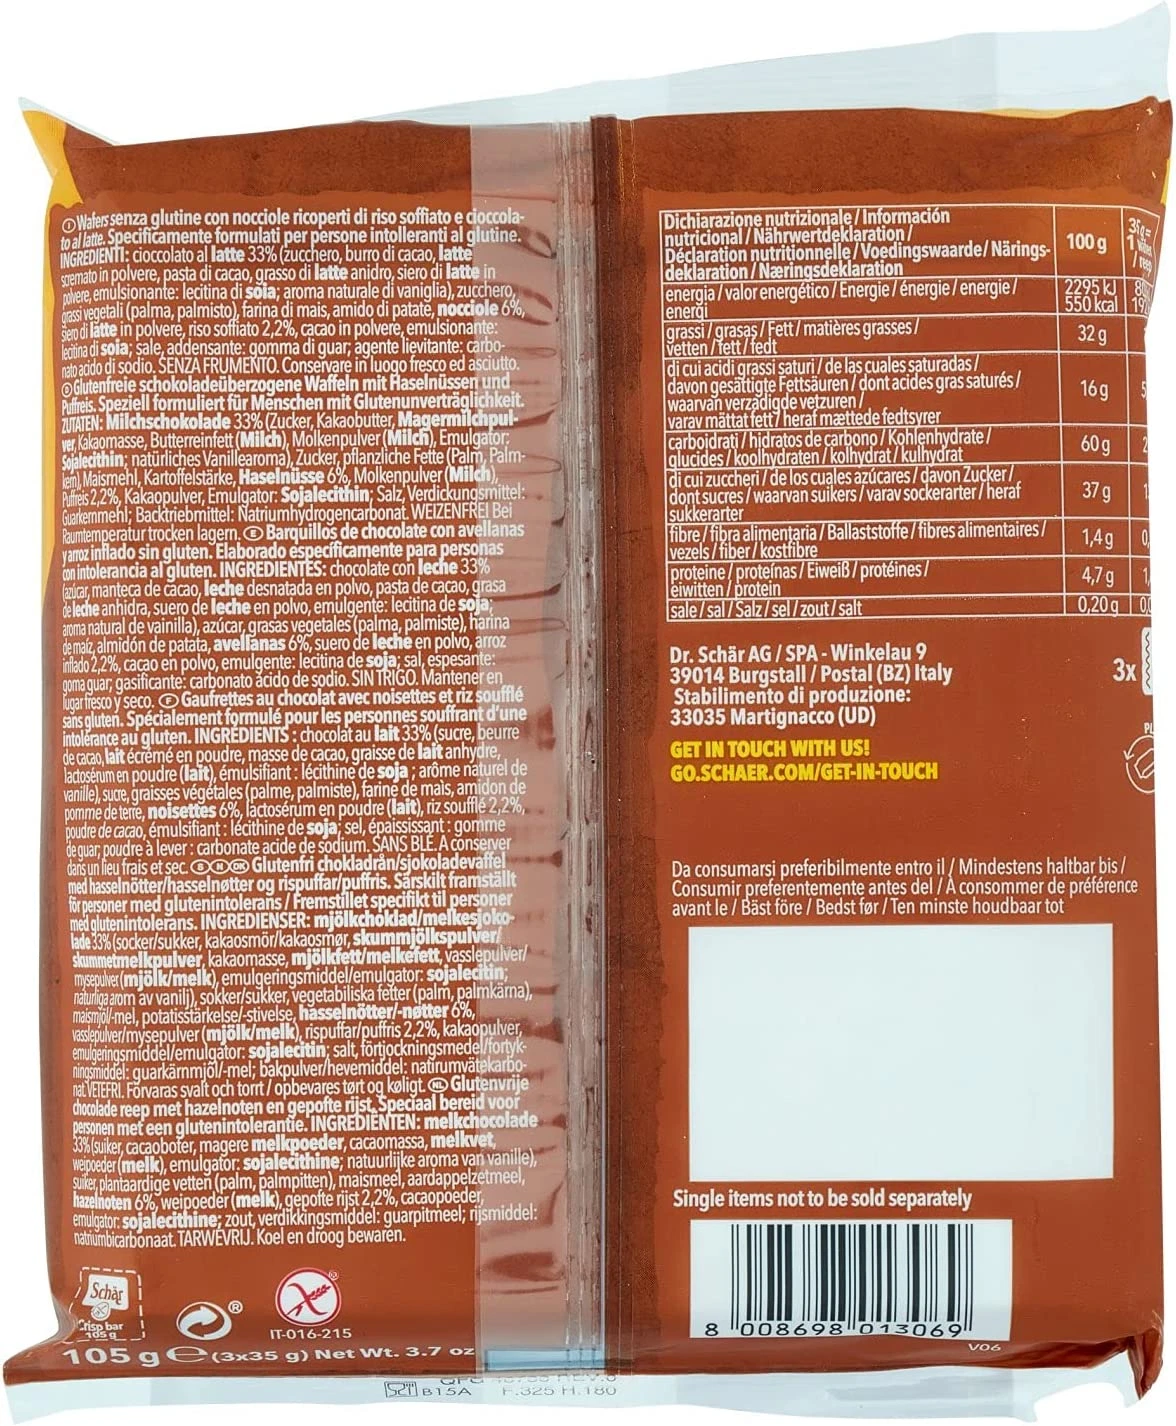 I Wafers senza glutine con nocciole ricoperti di riso soffiato e cioccola-
to al latte. Specificamente formulati per persone intolleranti al glutine.
INGREDIENTI: cioccolato al latte 33% (zucchero, burro di cacao, latte
scremato in polvere, pasta di cacao, grasso di latte anidro, siero di latte in
polvere, emulsionante: lecitina di soia; aroma naturale di vaniglia), zucchero,
grassi vegetali (palma, palmisto), farina di mais, amido di patate, nocciole 6%,
siero di latte in polvere, riso soffiato 2,2%, cacao in polvere, emulsionante:
lecitina di soia; sale, addensante: gomma di guar; agente lievitante: carbo-
nato acido di sodio. SENZA FRUMENTO. Conservare in luogo fresco ed asciutto.
D Glutenfreie schokoladeüberzogene Waffeln mit Haselnüssen und
Puffreis. Speziell formuliert für Menschen mit Glutenunverträglichkeit.
ZUTATEN: Milchschokolade 33% (Zucker, Kakaobutter, Magermilchpul-
ver, Kakaomasse, Butterreinfett (Milch), Molkenpulver (Milch), Emulgator:
Sojalecithin; natürliches Vanillearoma), Zucker, pflanzliche Fette (Palm, Palm-
kern), Maismehl, Kartoffelstärke, Haselnüsse 6%, Molkenpulver (Milch),
Puffreis 2,2%, Kakaopulver, Emulgator: Sojalecithin; Salz, Verdickungsmittel:
Guarkernmehl; Backtriebmittel: Natriumhydrogencarbonat. WEIZENFREI Bei
Raumtemperatur trocken lagern. E Barquillos de chocolate con avellanas
y arroz inflado sin gluten. Elaborado específicamente para personas
con intolerancia al gluten. INGREDIENTES: chocolate con leche 33%
(azúcar, manteca de cacao, leche desnatada en polvo, pasta de cacao, grasa
de leche anhidra, suero de leche en polvo, emulgente: lecitina de soja;
aroma natural de vainilla), azúcar, grasas vegetales (palma, palmiste), harina
de maíz, almidón de patata, avellanas 6%, suero de leche en polvo, arroz
inflado 2,2%, cacao en polvo, emulgente: lecitina de soja; sal, espesante:
goma guar; gasificante: carbonato ácido de sodio. SIN TRIGO. Mantener en
lugar fresco y seco. F Gaufrettes au chocolat avec noisettes et riz soufflé
sans gluten. Spécialement formulé pour les personnes souffrant d'une
intolérance au gluten. INGRÉDIENTS : chocolat au lait 33% (sucre, beurre
de cacao, lait écrémé en poudre, masse de cacao, graisse de lait anhydre,
lactosérum en poudre (lait), émulsifiant : lécithine de soja ; arôme naturel de
vanille), sucre, graisses végétales (palme, palmiste), farine de mais, amidon de
pomme de terre, noisettes 6%, lactosérum en poudre (lait), riz soufflé 2,2%,
poudre de cacao, émulsifiant : lécithine de soja; sel, épaississant : gomme
de guar; poudre à lever : carbonate acide de sodium. SANS BLÉ. À conserver
dans un lieu frais et sec. S N DK Glutenfri chokladrån/sjokoladevaffel
med hasselnötter/hasselnøtter og rispuffar/puffris. Särskilt framställt
för personer med glutenintolerans / Fremstillet specifikt til personer
med glutenintolerans. INGREDIENSER: mjölkchoklad/melkesjoko-
lade 33% (socker/sukker, kakaosmör/kakaosmør, skummjölkspulver/
skummetmelkpulver, kakaomasse, mjölkfett/melkefett, vasslepulver/
mysepulver (mjölk/melk), emulgeringsmiddel/emulgator: sojalecitin;
naturliga arom av vanilj), sokker/sukker, vegetabiliska fetter (palm, palmkärna),
maismjöl/-mel, potatisstärkelse/-stivelse, hasselnötter/-nøtter 6%,
vasslepulver/mysepulver (mjölk/melk), rispuffar/puffris 2,2%, kakaopulver,
emulgeringsmiddel/emulgator: sojalecitin; salt, förtjockningsmedel/fortyk-
ningsmiddel: guarkärnmjöl/-mel; bakpulver/hevemiddel: natirumvätekarbo-
nat. VETEFRI. Förvaras svalt och torrt / opbevares tørt og køligt. NL Glutenvrije
chocolade reep met hazelnoten en gepofte rijst. Speciaal bereid voor
personen met een glutenintolerantie. INGREDIËNTEN: melkchocolade
33% (suiker, cacaoboter, magere melkpoeder, cacaomassa, melkvet,
weipoeder (melk), emulgator: sojalecithine; natuurlijke aroma van vanille),
suiker, plantaardige vetten (palm, palmpitten), maismeel, aardappelzetmeel,
hazelnoten 6%, weipoeder (melk), gepofte rijst 2,2%, cacaopoeder,
emulgator: sojalecithine; zout, verdikkingsmiddel: guarpitmeel; rijsmiddel:
natriumbicarbonaat. TARWEVRIJ. Koel en droog bewaren.
Schär
Crisp bar
105 g
®
®
IT-016-215
105 g e (3x35 g) Net Wt. 3.7 oz
B15A F.325 H.180
Dichiarazione nutrizionale / Información
nutricional / Nährwertdeklaration /
Déclaration nutritionnelle / Voedingswaarde / Närings-
deklaration / Næringsdeklaration
100 g
35 g =
energia / valor energético / Energie / énergie / energie /
energi
2295 kJ
550 kcal
grassi / grasas / Fett / matières grasses /
vetten / fett / fedt
32 g
di cui acidi grassi saturi / de las cuales saturadas /
davon gesättigte Fettsäuren / dont acides gras saturés /
waarvan verzadigde vetzuren /
varav mättat fett / heraf mættede fedtsyrer
16 g
carboidrati / hidratos de carbono / Kohlenhydrate /
glucides / koolhydraten / kolhydrat / kulhydrat
60 g
di cui zuccheri / de los cuales azúcares / davon Zucker /
dont sucres / waarvan suikers / varav sockerarter / heraf
sukkerarter
37 g
fibre / fibra alimentaria / Ballaststoffe / fibres alimentaires /
vezels / fiber / kostfibre
1,4 g
proteine / proteínas / Eiweiß / protéines /
eiwitten / protein
4,7 g
sale / sal / Salz / sel / zout / salt
0,20 g
Dr. Schär AG / SPA - Winkelau 9
39014 Burgstall / Postal (BZ) Italy
Stabilimento di produzione:
33035 Martignacco (UD)
3x
GET IN TOUCH WITH US!
GO.SCHAER.COM/GET-IN-TOUCH
Da consumarsi preferibilmente entro il / Mindestens haltbar bis /
Consumir preferentemente antes del / À consommer de préférence
avant le / Bäst före / Bedst før / Ten minste houdbaar tot
Single items not to be sold separately
8 008698 013069
V06